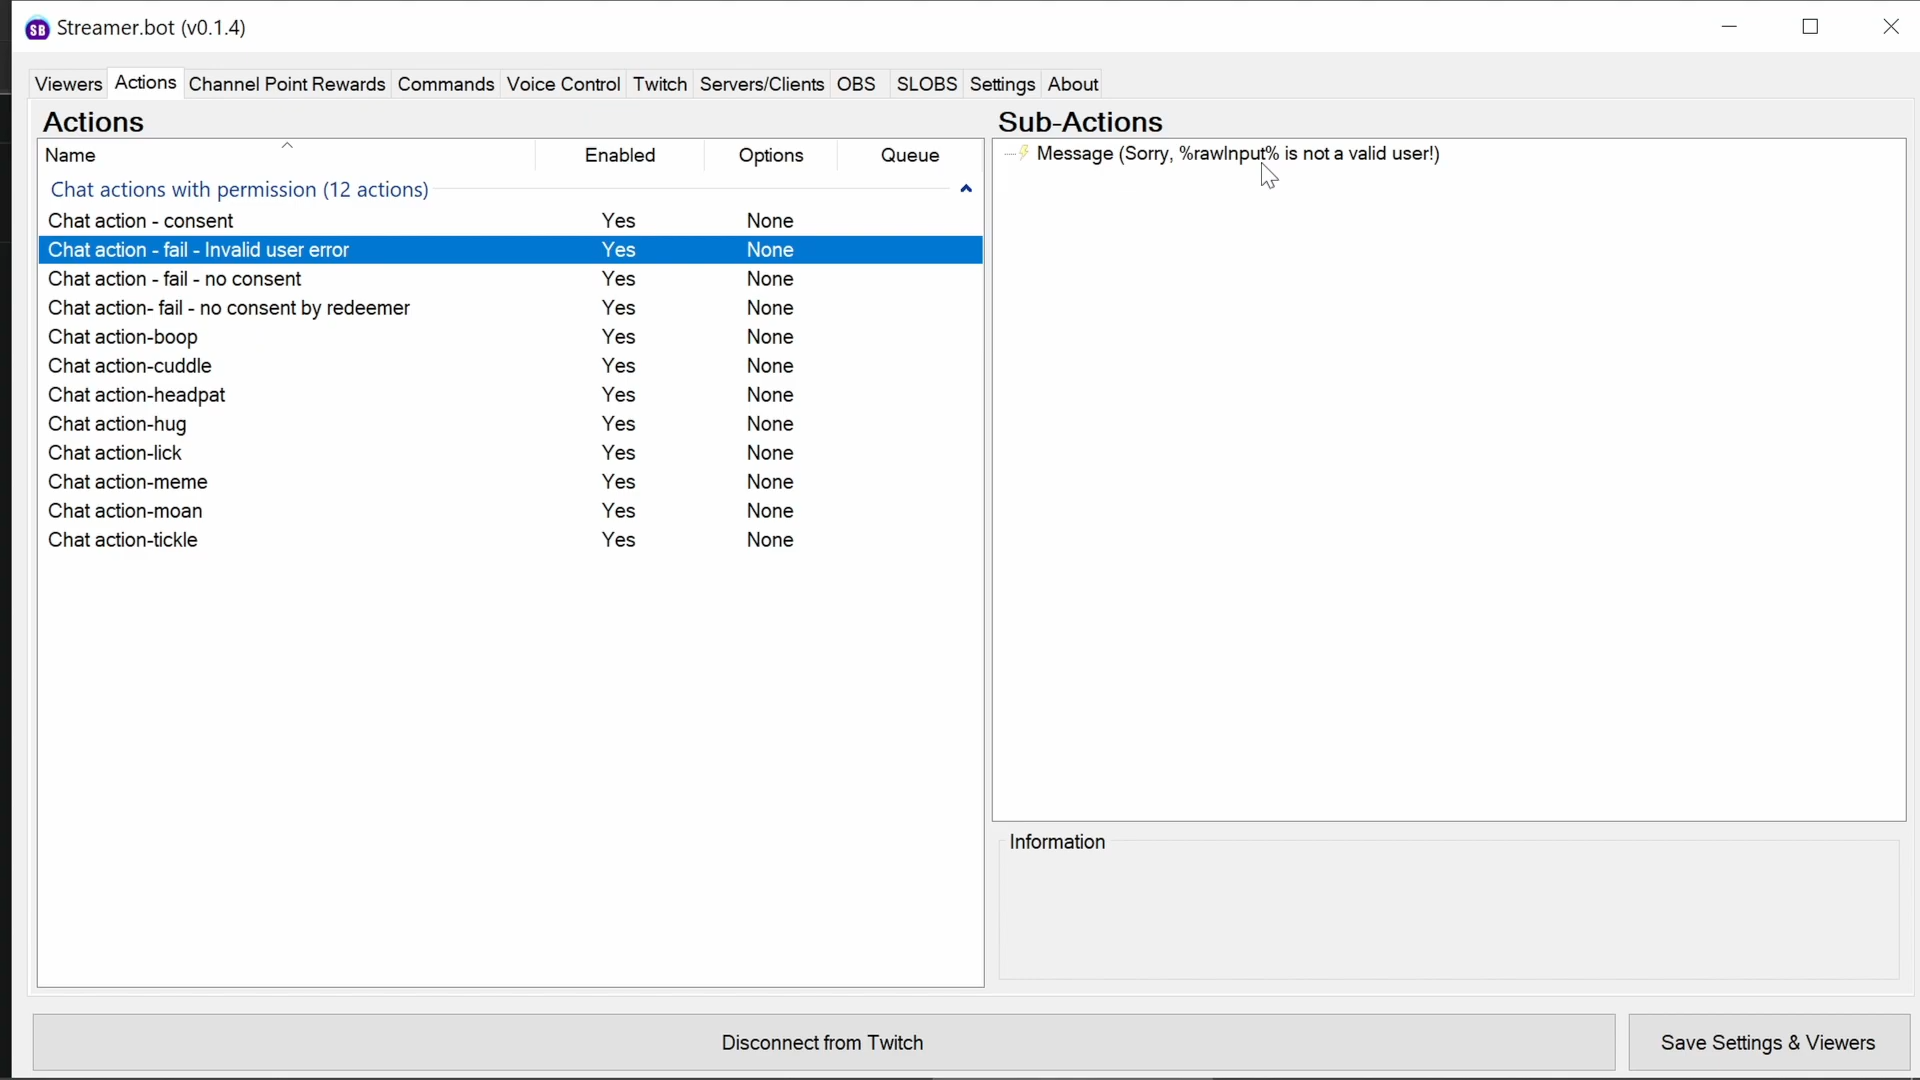 SB Streamer.bot (v0.1.4)
Viewers Actions Channel Point Rewards Commands Voice Control Twitch Servers/Clients OBS SLOBS Settings About
Actions
Name Enabled Options Queue
Chat actions with permission (12 actions)
Chat action - consent Yes None
Chat action - fail - Invalid user error Yes None
Chat action - fail - no consent Yes None
Chat action- fail - no consent by redeemer Yes None
Chat action-boop Yes None
Chat action-cuddle Yes None
Chat action-headpat Yes None
Chat action-hug Yes None
Chat action-lick Yes None
Chat action-meme Yes None
Chat action-moan Yes None
Chat action-tickle Yes None
Sub-Actions
Message (Sorry, %rawInput% is not a valid user!)
Information
Disconnect from Twitch
Save Settings & Viewers